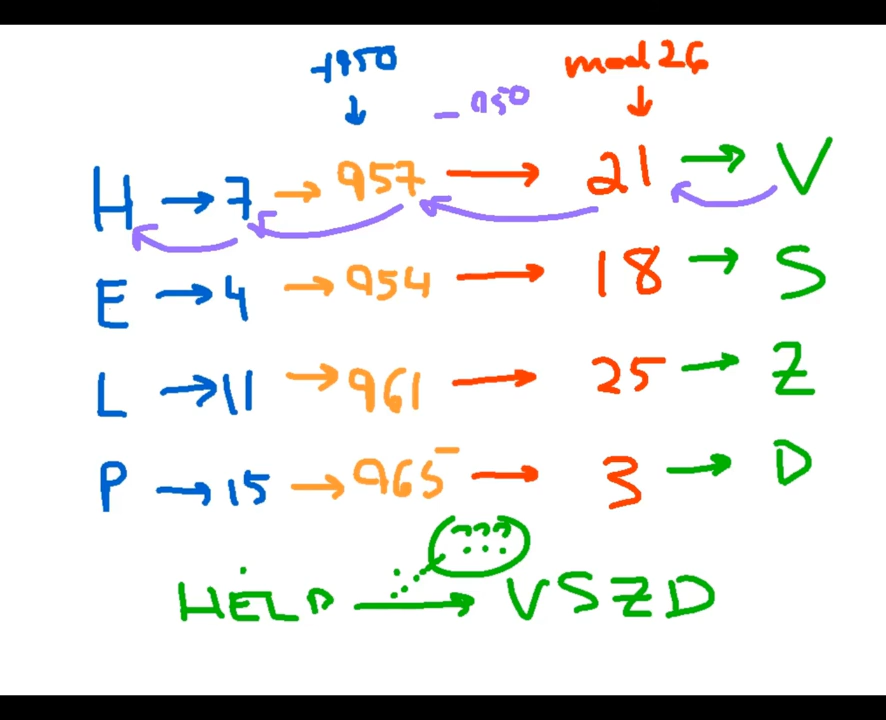 +950 mod 26
↓ - 950 ↓
H → 7 → 957 → 21 → V
E → 4 → 954 → 18 → S
L → 11 → 961 → 25 → Z
P → 15 → 965 → 3 → D
(???)
HELP → VSZD